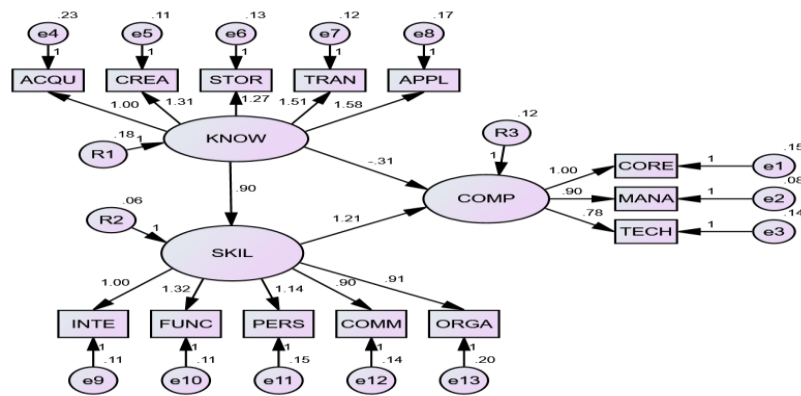 .23 .11 .13 .12 .17
e4 e5 e6 e7 e8
1 1 1 1 1
ACQU CREA STOR TRAN APPL
1.00 1.31 1.27 1.51 1.58
.18
R1 1 KNOW
.12
R3
1
-.31
1.00 CORE 1 e1 .15
COMP .90 MANA 1 e2 .08
.78 TECH 1 e3 .14
.90
.06
R2
1
1.21
SKIL
1.00 1.32 1.14 .90 .91
INTE FUNC PERS COMM ORGA
1 1 1 1 1
.11 .11 .15 .14 .20
e9 e10 e11 e12 e13